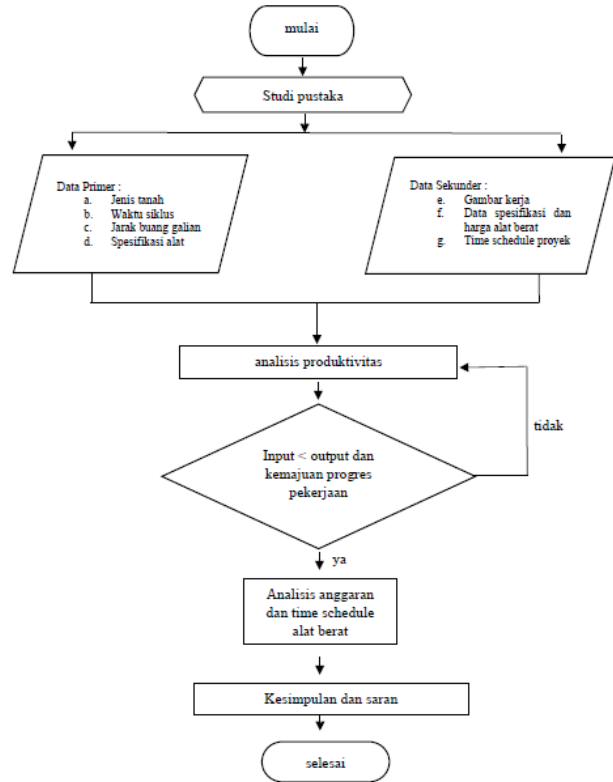 mulai
Studi pustaka
Data Primer :
a. Jenis tanah
b. Waktu siklus
c. Jarak buang galian
d. Spesifikasi alat
Data Sekunder :
e. Gambar kerja
f. Data spesifikasi dan
harga alat berat
g. Time schedule proyek
analisis produktivitas
tidak
Input < output dan
kemajuan progres
pekerjaan
ya
Analisis anggaran
dan time schedule
alat berat
Kesimpulan dan saran
selesai